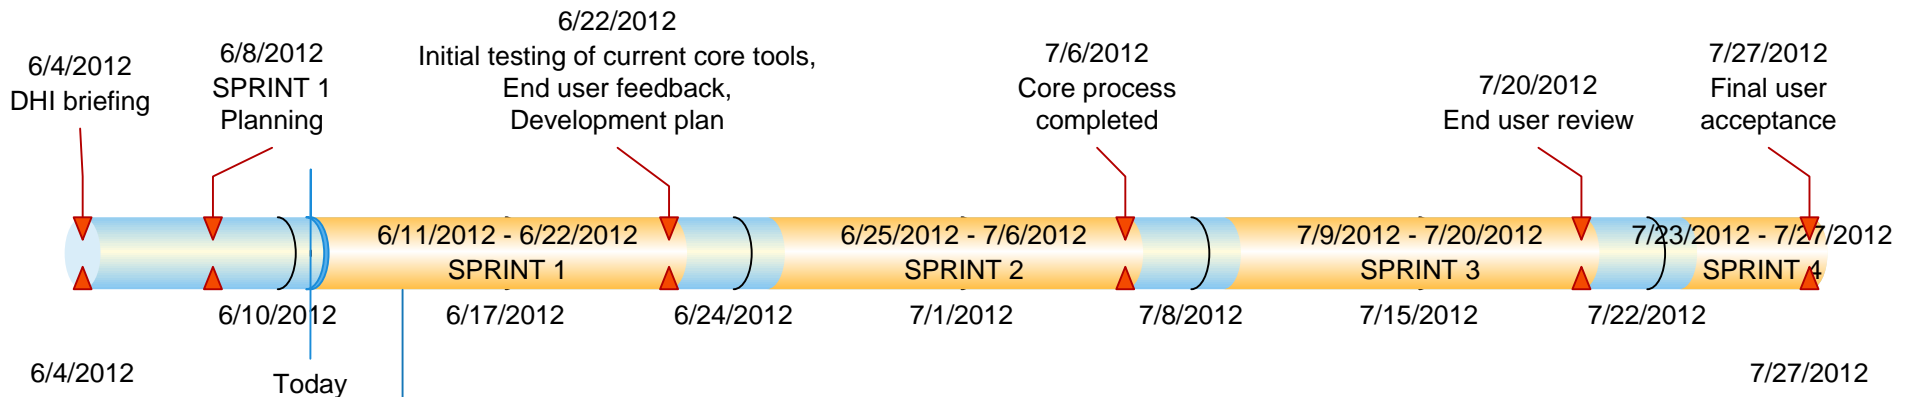 6/4/2012
DHI briefing
6/8/2012
SPRINT 1
Planning
6/22/2012
Initial testing of current core tools,
End user feedback,
Development plan
7/6/2012
Core process
completed
7/20/2012
End user review
7/27/2012
Final user
acceptance
6/11/2012 - 6/22/2012
SPRINT 1
6/25/2012 - 7/6/2012
SPRINT 2
7/9/2012 - 7/20/2012
SPRINT 3
7/23/2012 - 7/27/2012
SPRINT 4
6/10/2012
6/17/2012
6/24/2012
7/1/2012
7/8/2012
7/15/2012
7/22/2012
6/4/2012
Today
7/27/2012